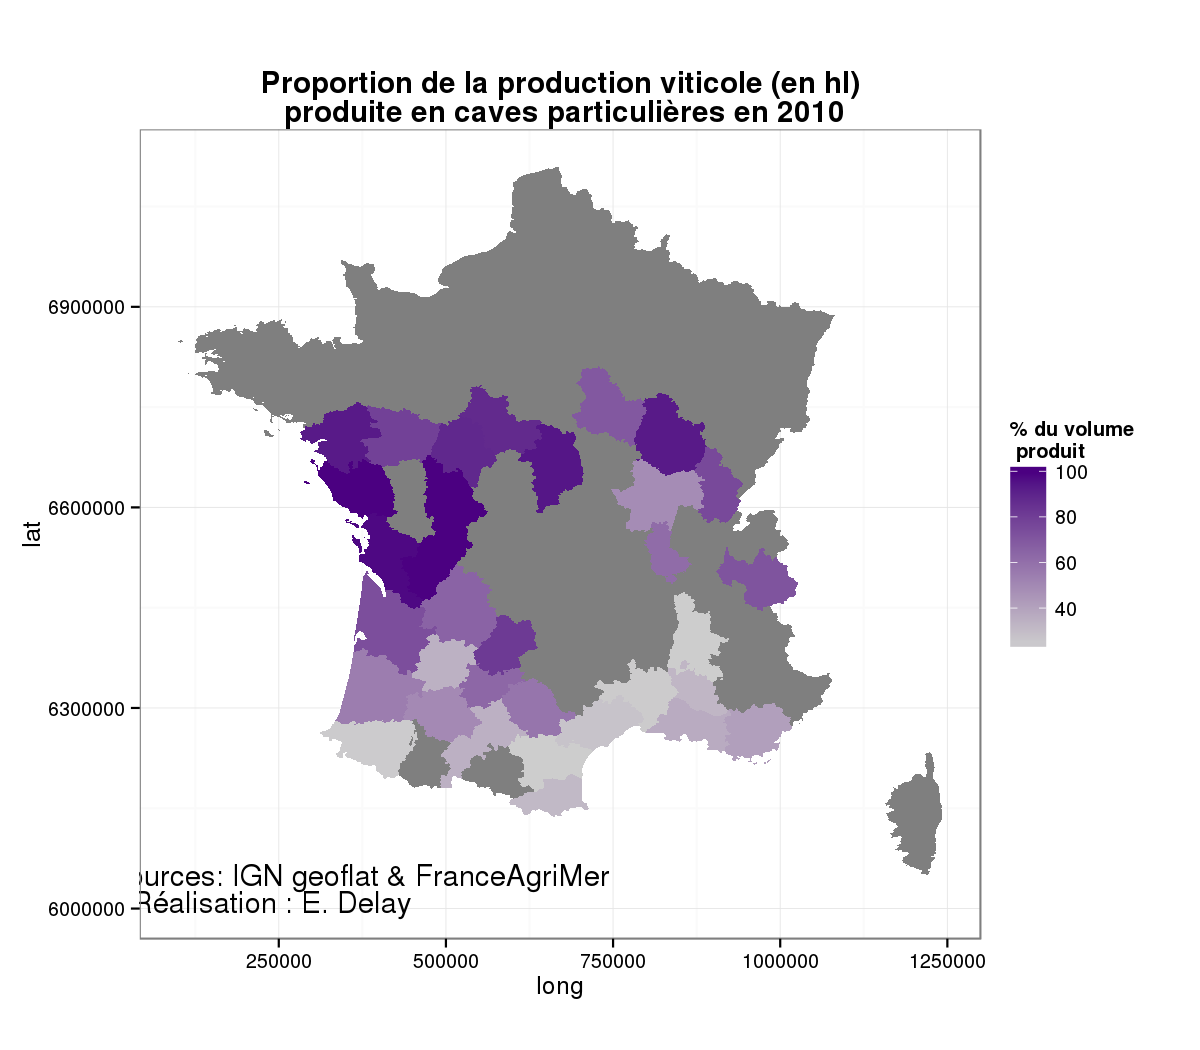 Proportion de la production viticole (en hl)
produite en caves particulières en 2010
% du volume
produit
100
80
60
40
lat
6900000
6600000
6300000
6000000
urces: IGN geoflat & FranceAgriMer
Réalisation : E. Delay
250000
500000
750000
1000000
1250000
long